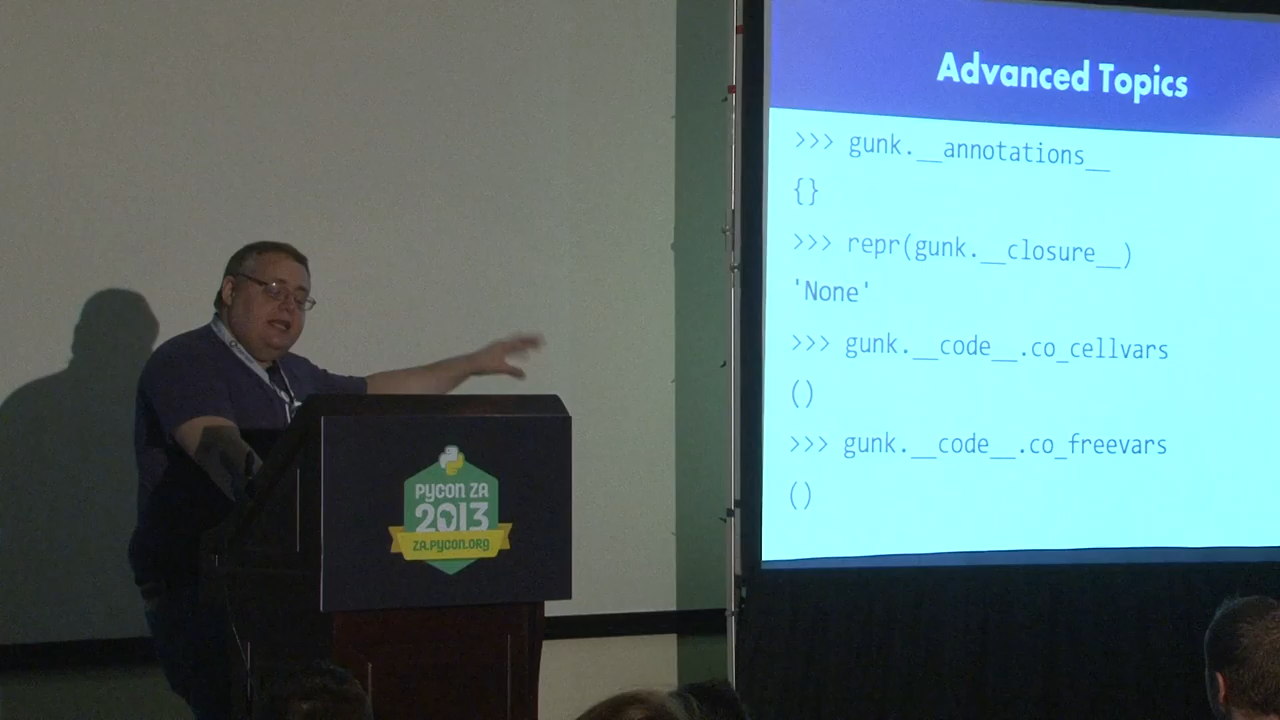 Advanced Topics
>>> gunk.__annotations__
{}
>>> repr(gunk.__closure__)
'None'
>>> gunk.__code__.co_cellvars
()
>>> gunk.__code__.co_freevars
()
PYCON ZA
2013
ZA.PYCON.ORG